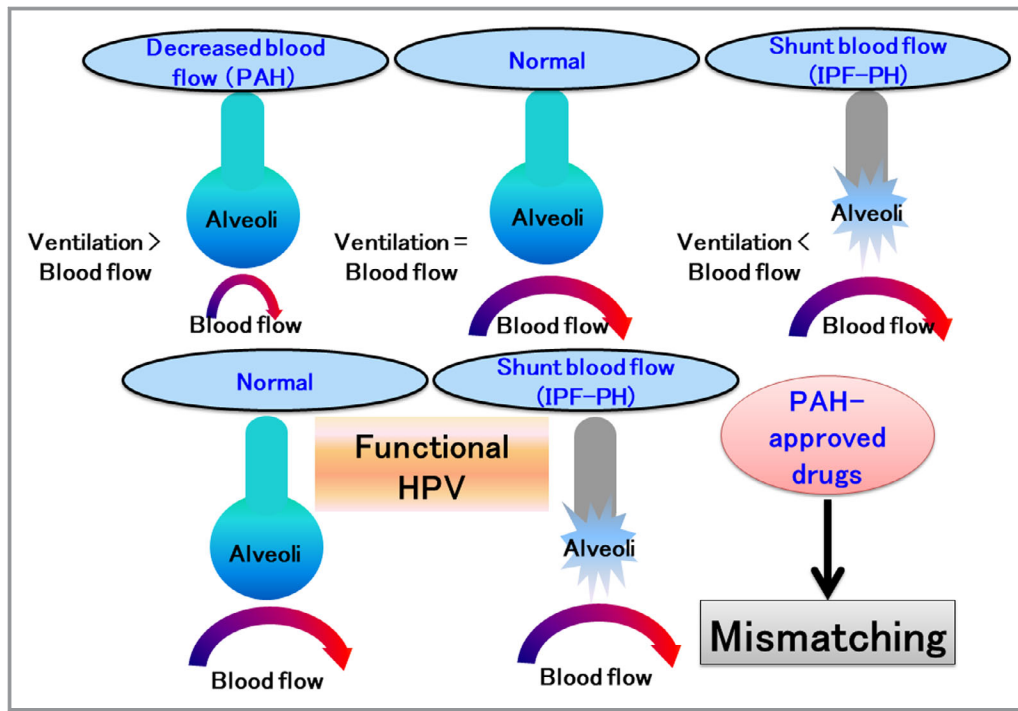 Decreased blood
flow (PAH)
Normal
Shunt blood flow
(IPF-PH)
Alveoli
Alveoli
Alveoli
Ventilation >
Blood flow
Ventilation =
Blood flow
Ventilation <
Blood flow
Blood flow
Blood flow
Blood flow
Normal
Shunt blood flow
(IPF-PH)
PAH-
approved
drugs
Functional
HPV
Alveoli
Alveoli
Mismatching
Blood flow
Blood flow